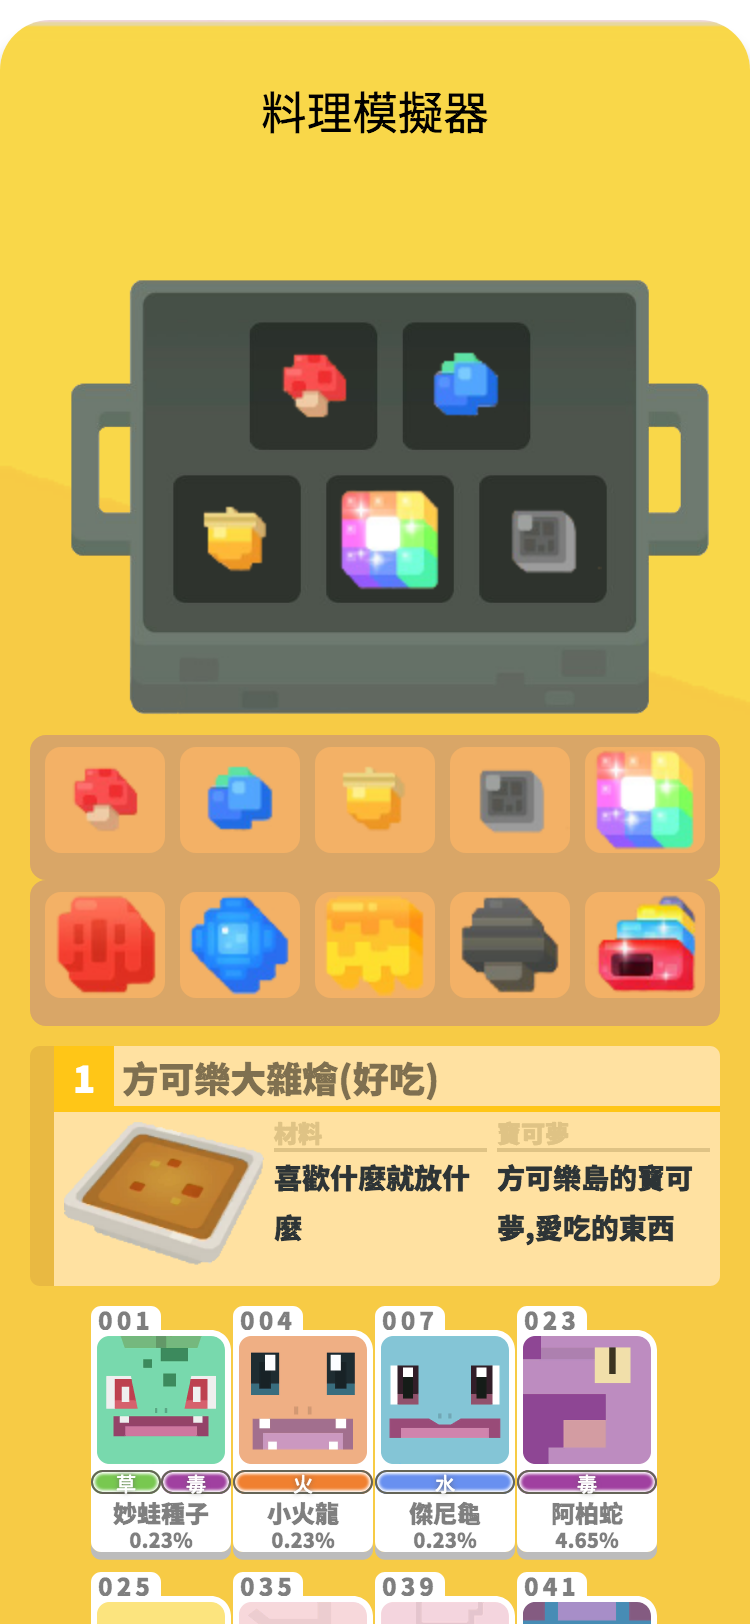 料理模擬器
1 方可樂大雜燴(好吃)
材料 寶可夢
喜歡什麼就放什 方可樂島的寶可
麼 夢,愛吃的東西
001 004 007 023
草 毒 火 水 毒
妙蛙種子 小火龍 傑尼龜 阿柏蛇
0.23% 0.23% 0.23% 4.65%
025 035 039 041